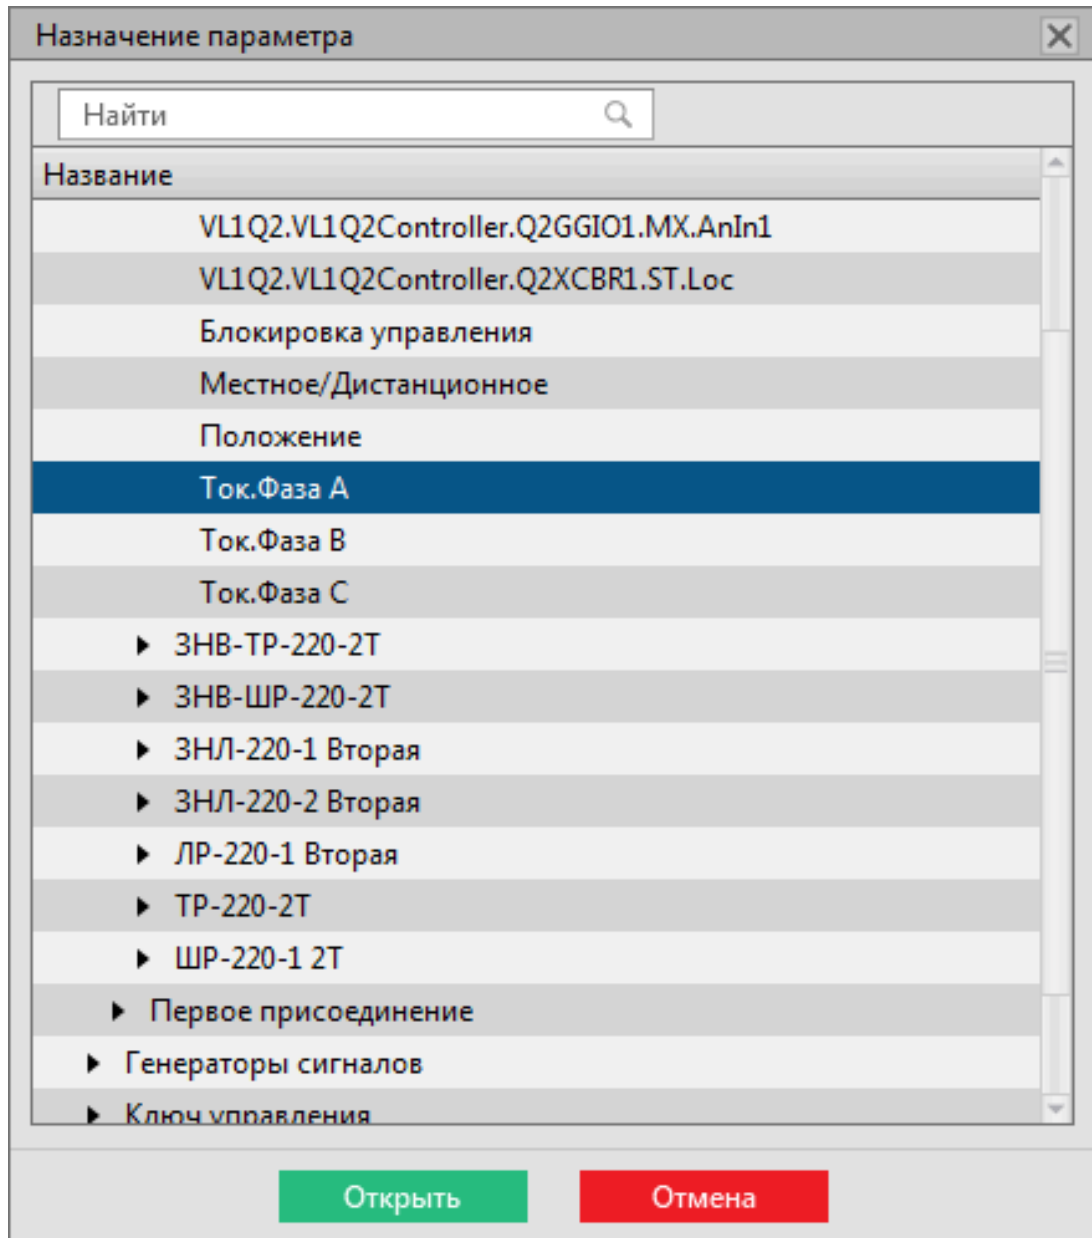 Назначение параметра
Найти
Название
VL1Q2.VL1Q2Controller.Q2GGIO1.MX.AnIn1
VL1Q2.VL1Q2Controller.Q2XCBR1.ST.Loc
Блокировка управления
Местное/Дистанционное
Положение
Ток.Фаза А
Ток.Фаза В
Ток.Фаза С
ЗНВ-ТР-220-2Т
ЗНВ-ШР-220-2Т
ЗНЛ-220-1 Вторая
ЗНЛ-220-2 Вторая
ЛР-220-1 Вторая
ТР-220-2Т
ШР-220-1 2Т
Первое присоединение
Генераторы сигналов
Ключ управления
Открыть
Отмена